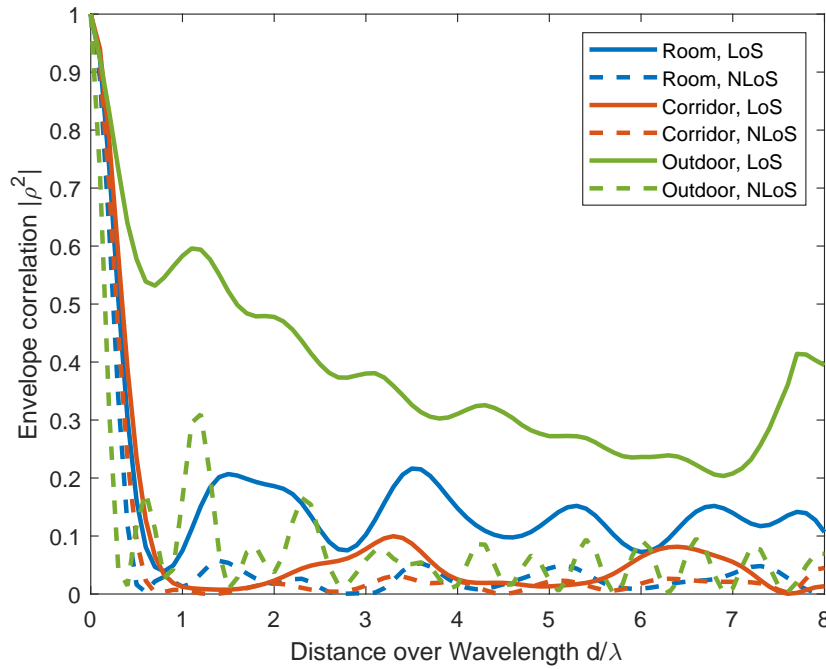 1
0.9
0.8
0.7
0.6
0.5
0.4
0.3
0.2
0.1
0
Envelope correlation |ρ²|
Room, LoS
Room, NLoS
Corridor, LoS
Corridor, NLoS
Outdoor, LoS
Outdoor, NLoS
0 1 2 3 4 5 6 7 8
Distance over Wavelength d/λ